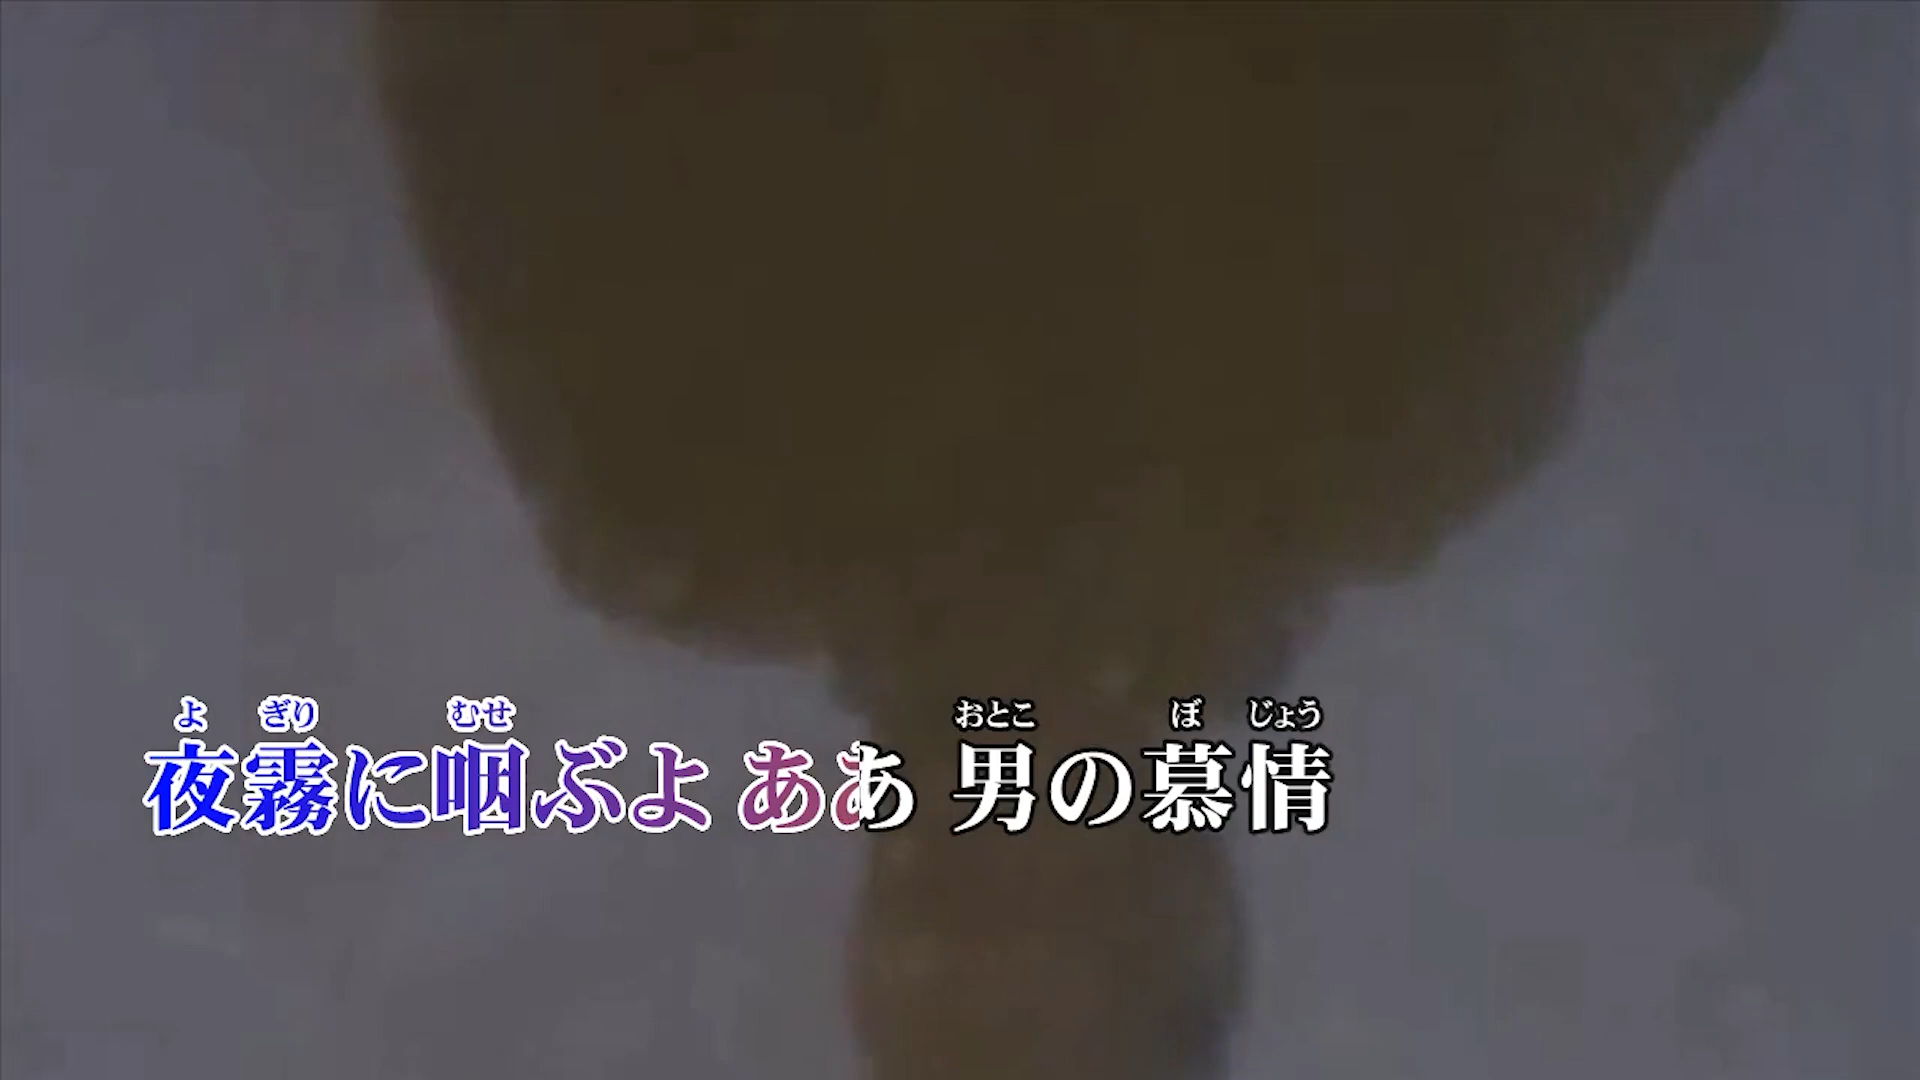 よ ぎり むせ おとこ ぼ じょう
夜霧に咽ぶよ ああ 男の慕情